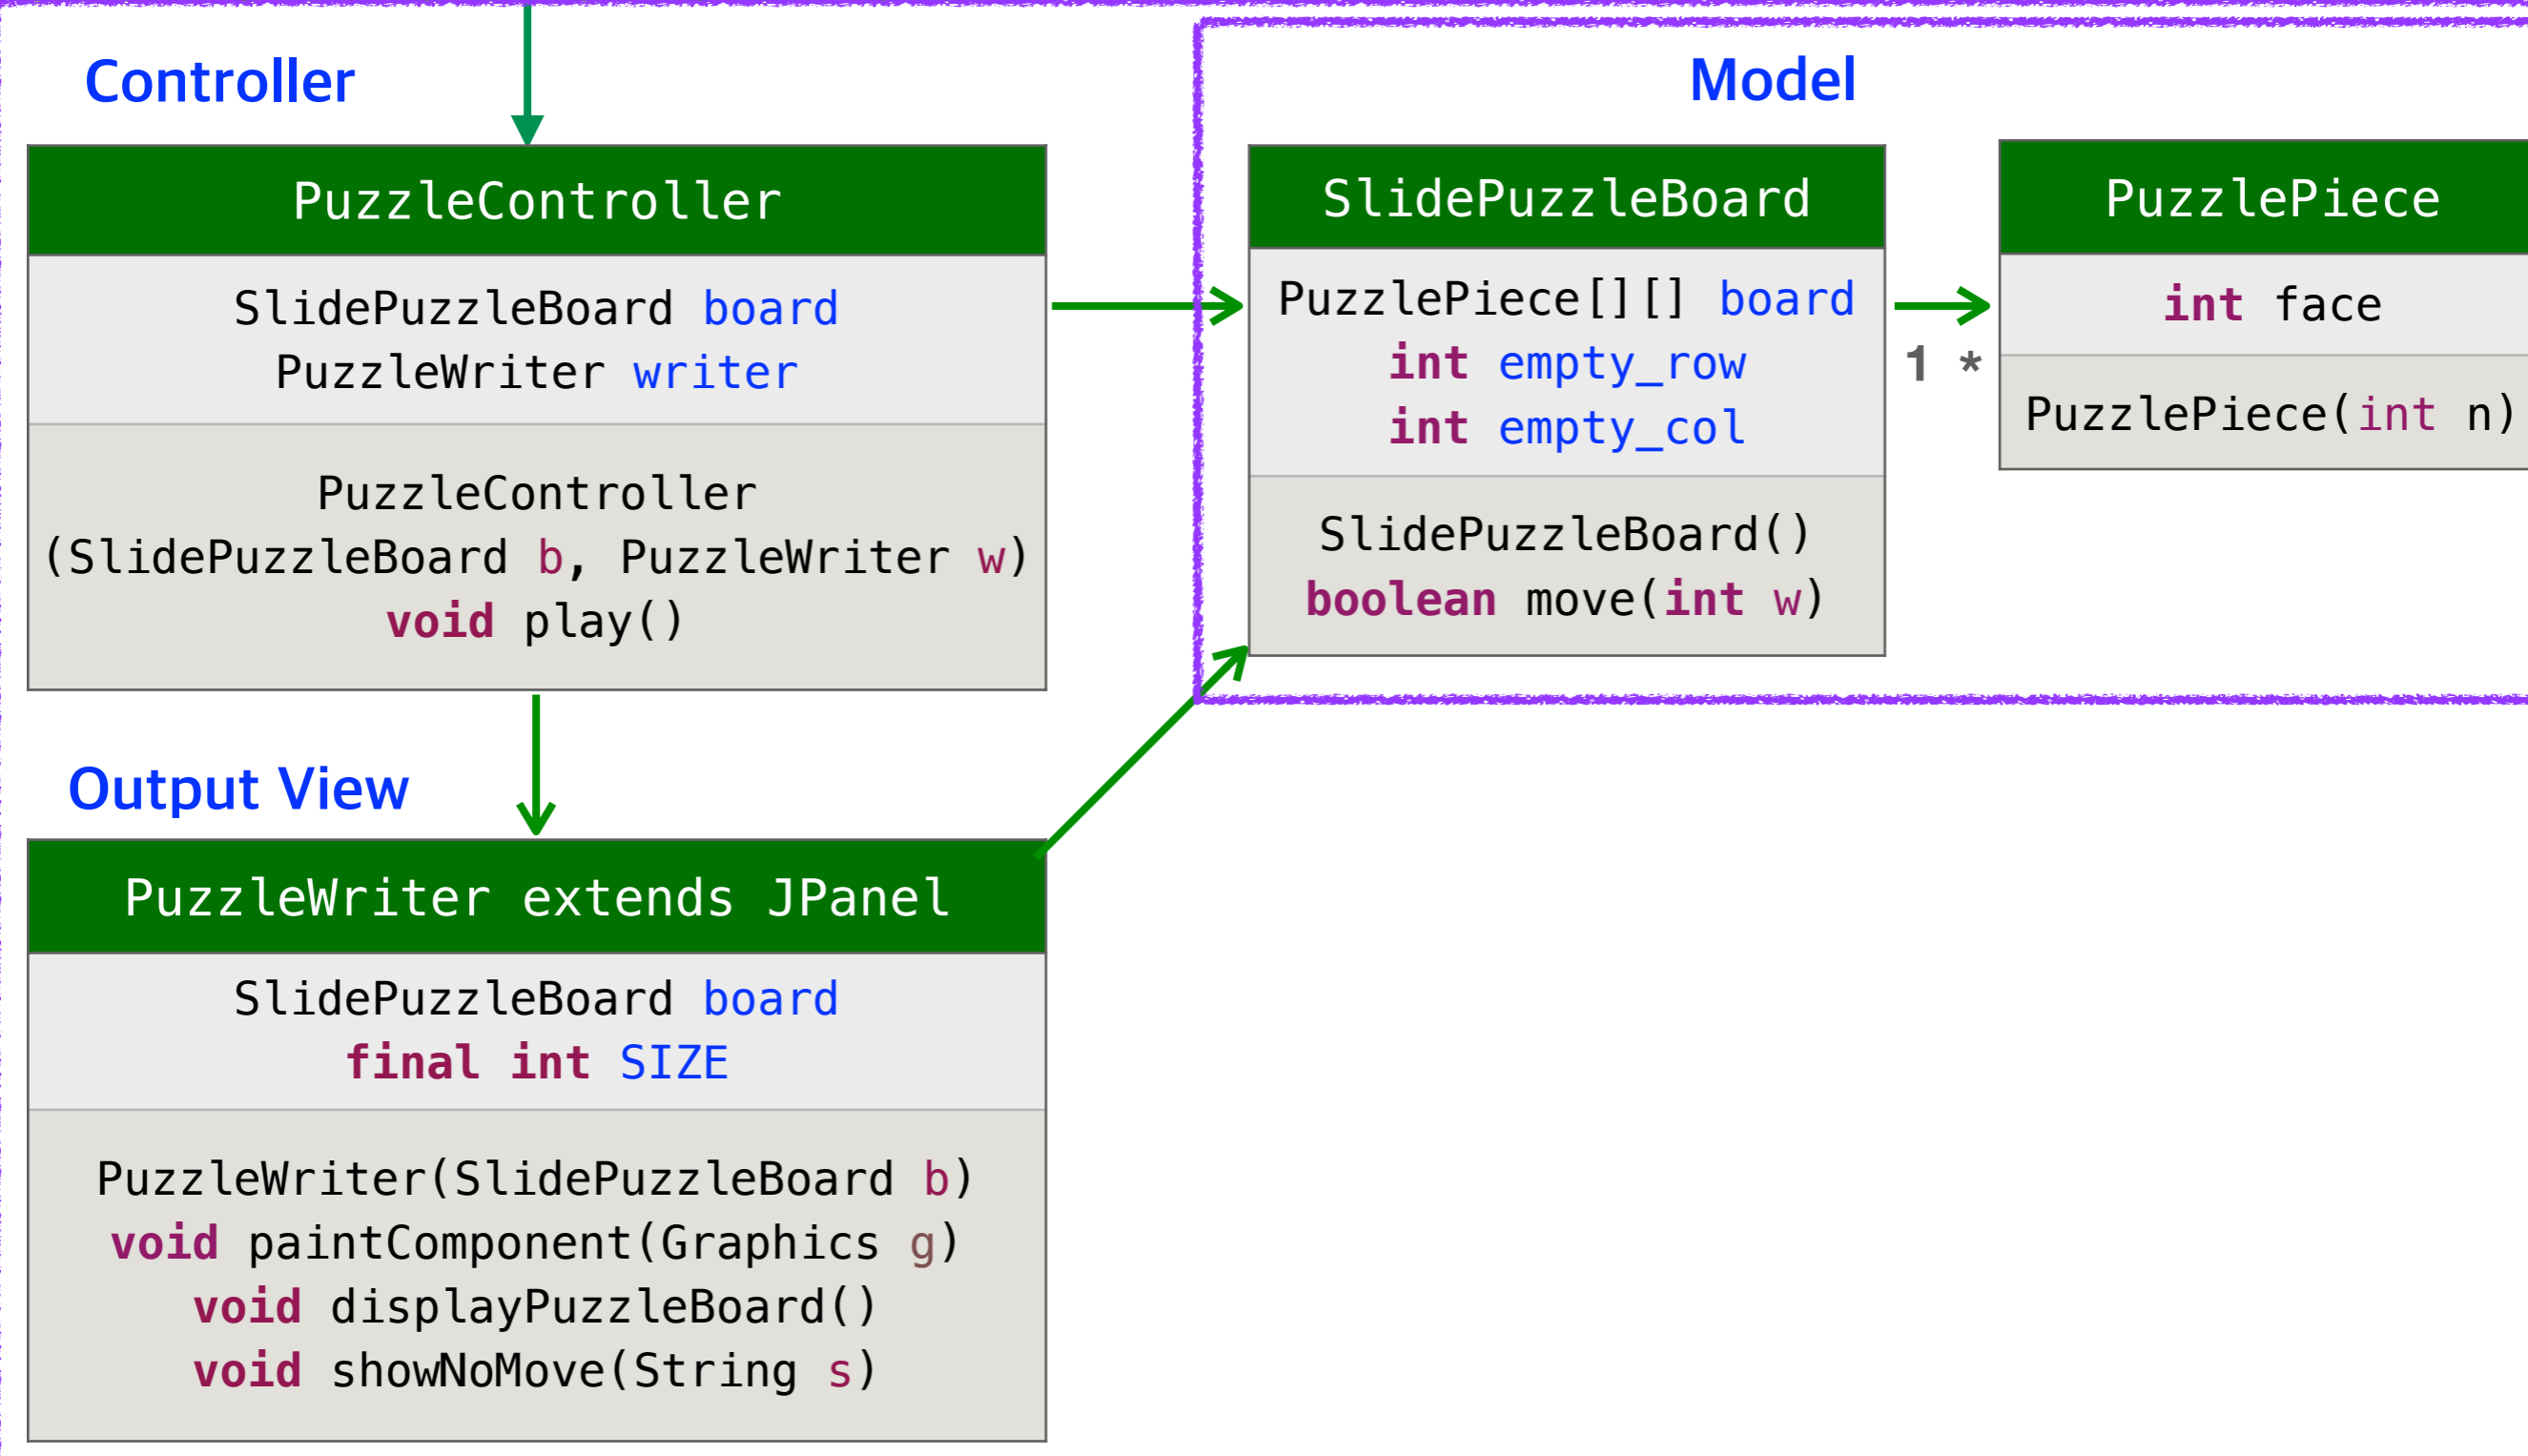 Controller
PuzzleController
SlidePuzzleBoard board
PuzzleWriter writer
PuzzleController
(SlidePuzzleBoard b, PuzzleWriter w)
void play()
Model
SlidePuzzleBoard
PuzzlePiece[][] board
int empty_row
int empty_col
SlidePuzzleBoard()
boolean move(int w)
1 *
PuzzlePiece
int face
PuzzlePiece(int n)
Output View
PuzzleWriter extends JPanel
SlidePuzzleBoard board
final int SIZE
PuzzleWriter(SlidePuzzleBoard b)
void paintComponent(Graphics g)
void displayPuzzleBoard()
void showNoMove(String s)